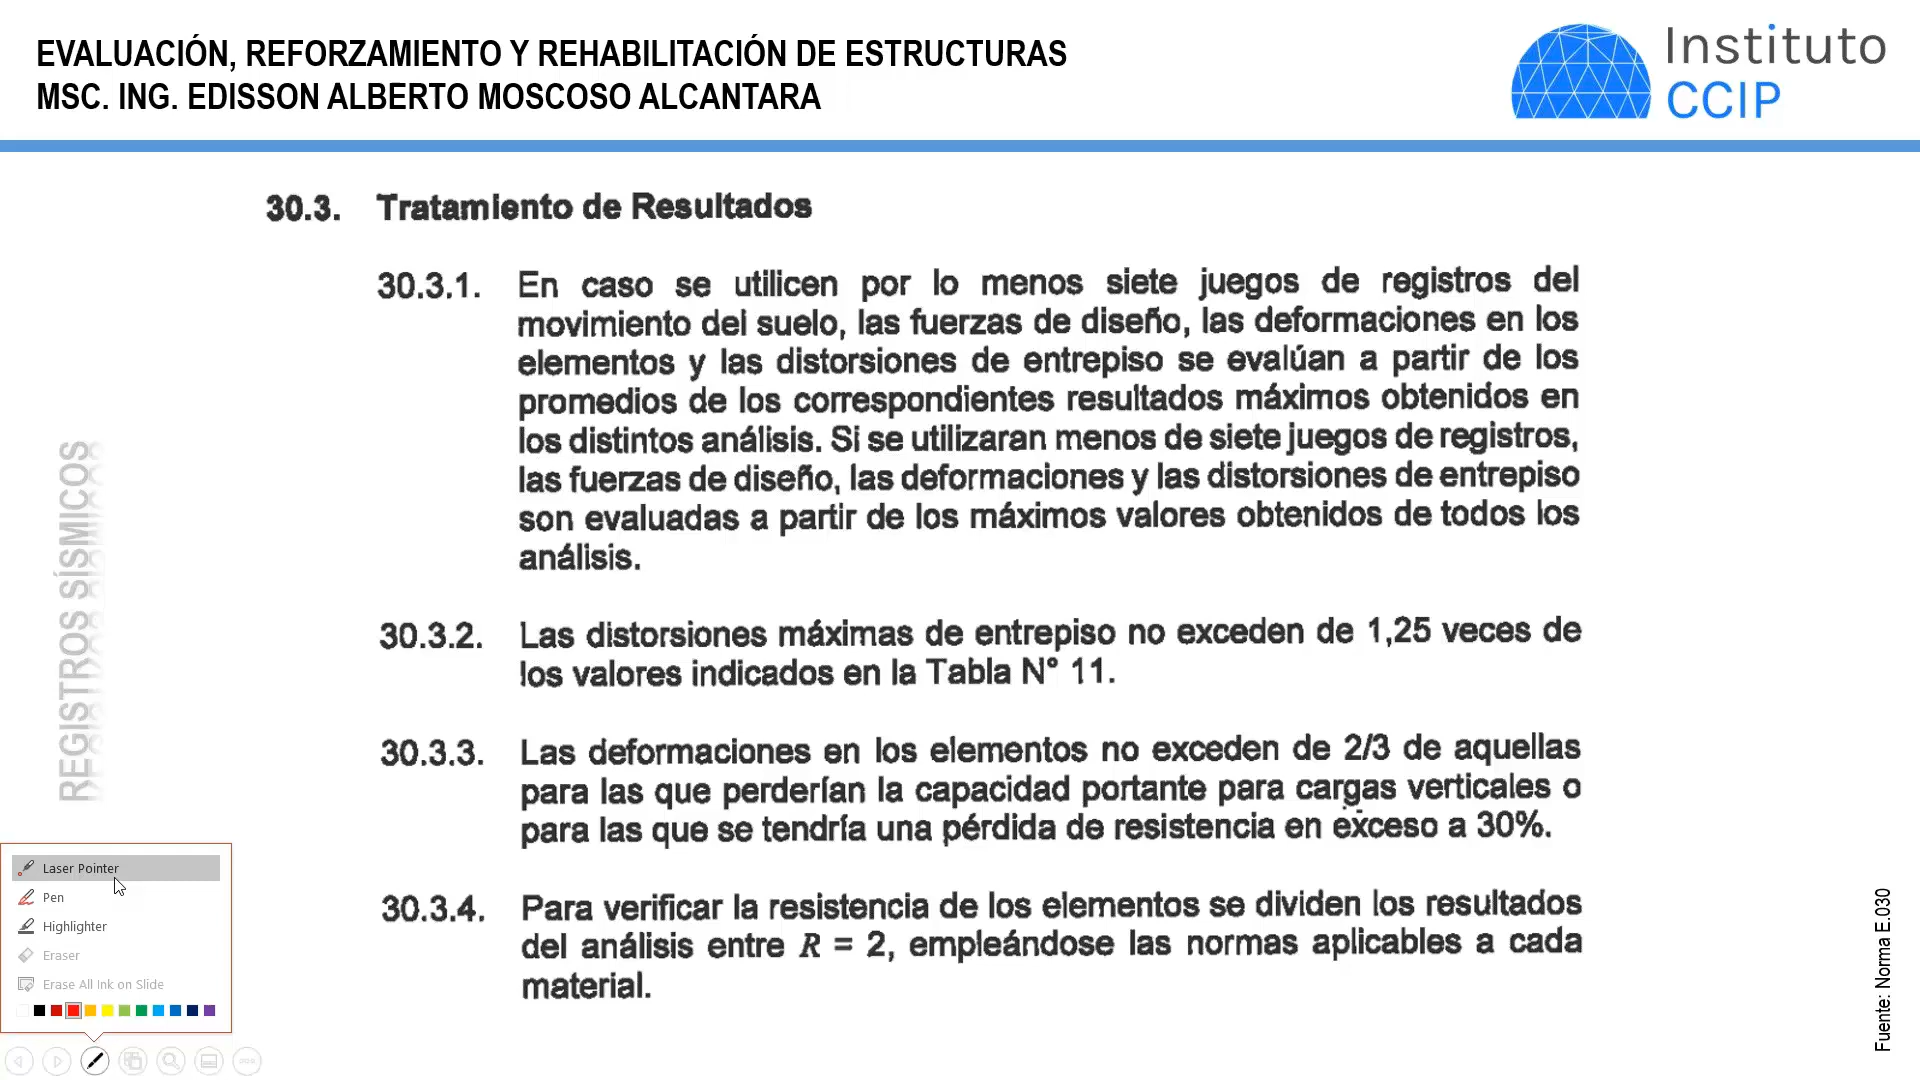 EVALUACIÓN, REFORZAMIENTO Y REHABILITACIÓN DE ESTRUCTURAS
MSC. ING. EDISSON ALBERTO MOSCOSO ALCANTARA
Instituto
CCIP
30.3. Tratamiento de Resultados
30.3.1. En caso se utilicen por lo menos siete juegos de registros del
movimiento del suelo, las fuerzas de diseño, las deformaciones en los
elementos y las distorsiones de entrepiso se evalúan a partir de los
promedios de los correspondientes resultados máximos obtenidos en
los distintos análisis. Si se utilizaran menos de siete juegos de registros,
las fuerzas de diseño, las deformaciones y las distorsiones de entrepiso
son evaluadas a partir de los máximos valores obtenidos de todos los
análisis.
30.3.2. Las distorsiones máximas de entrepiso no exceden de 1,25 veces de
los valores indicados en la Tabla N° 11.
30.3.3. Las deformaciones en los elementos no exceden de 2/3 de aquellas
para las que perderían la capacidad portante para cargas verticales o
para las que se tendría una pérdida de resistencia en exceso a 30%.
30.3.4. Para verificar la resistencia de los elementos se dividen los resultados
del análisis entre R = 2, empleándose las normas aplicables a cada
material.
REGISTROS SÍSMICOS
Laser Pointer
Pen
Highlighter
Eraser
Erase All Ink on Slide
Fuente: Norma E.030